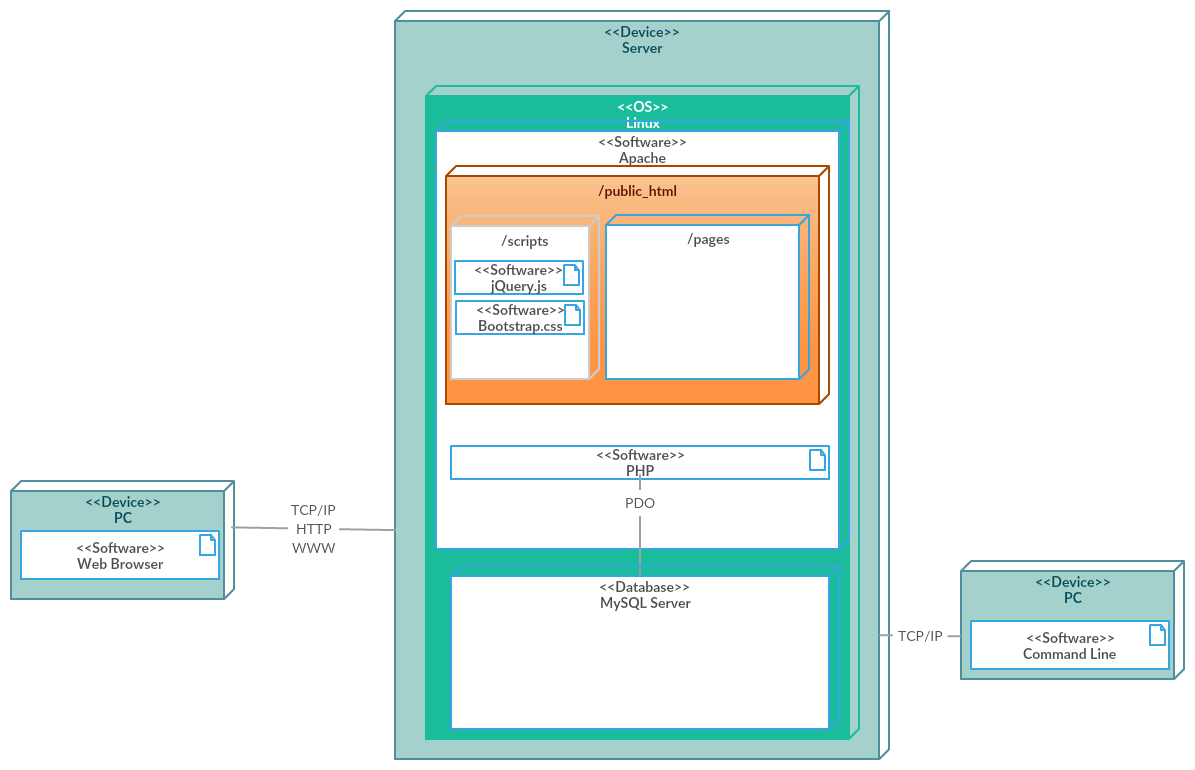 <<Device>>
Server
<<OS>>
Linux
<<Software>>
Apache
/public_html
/scripts
<<Software>>
jQuery.js
<<Software>>
Bootstrap.css
/pages
<<Software>>
PHP
PDO
<<Database>>
MySQL Server
<<Device>>
PC
<<Software>>
Web Browser
TCP/IP
HTTP
WWW
TCP/IP
<<Device>>
PC
<<Software>>
Command Line